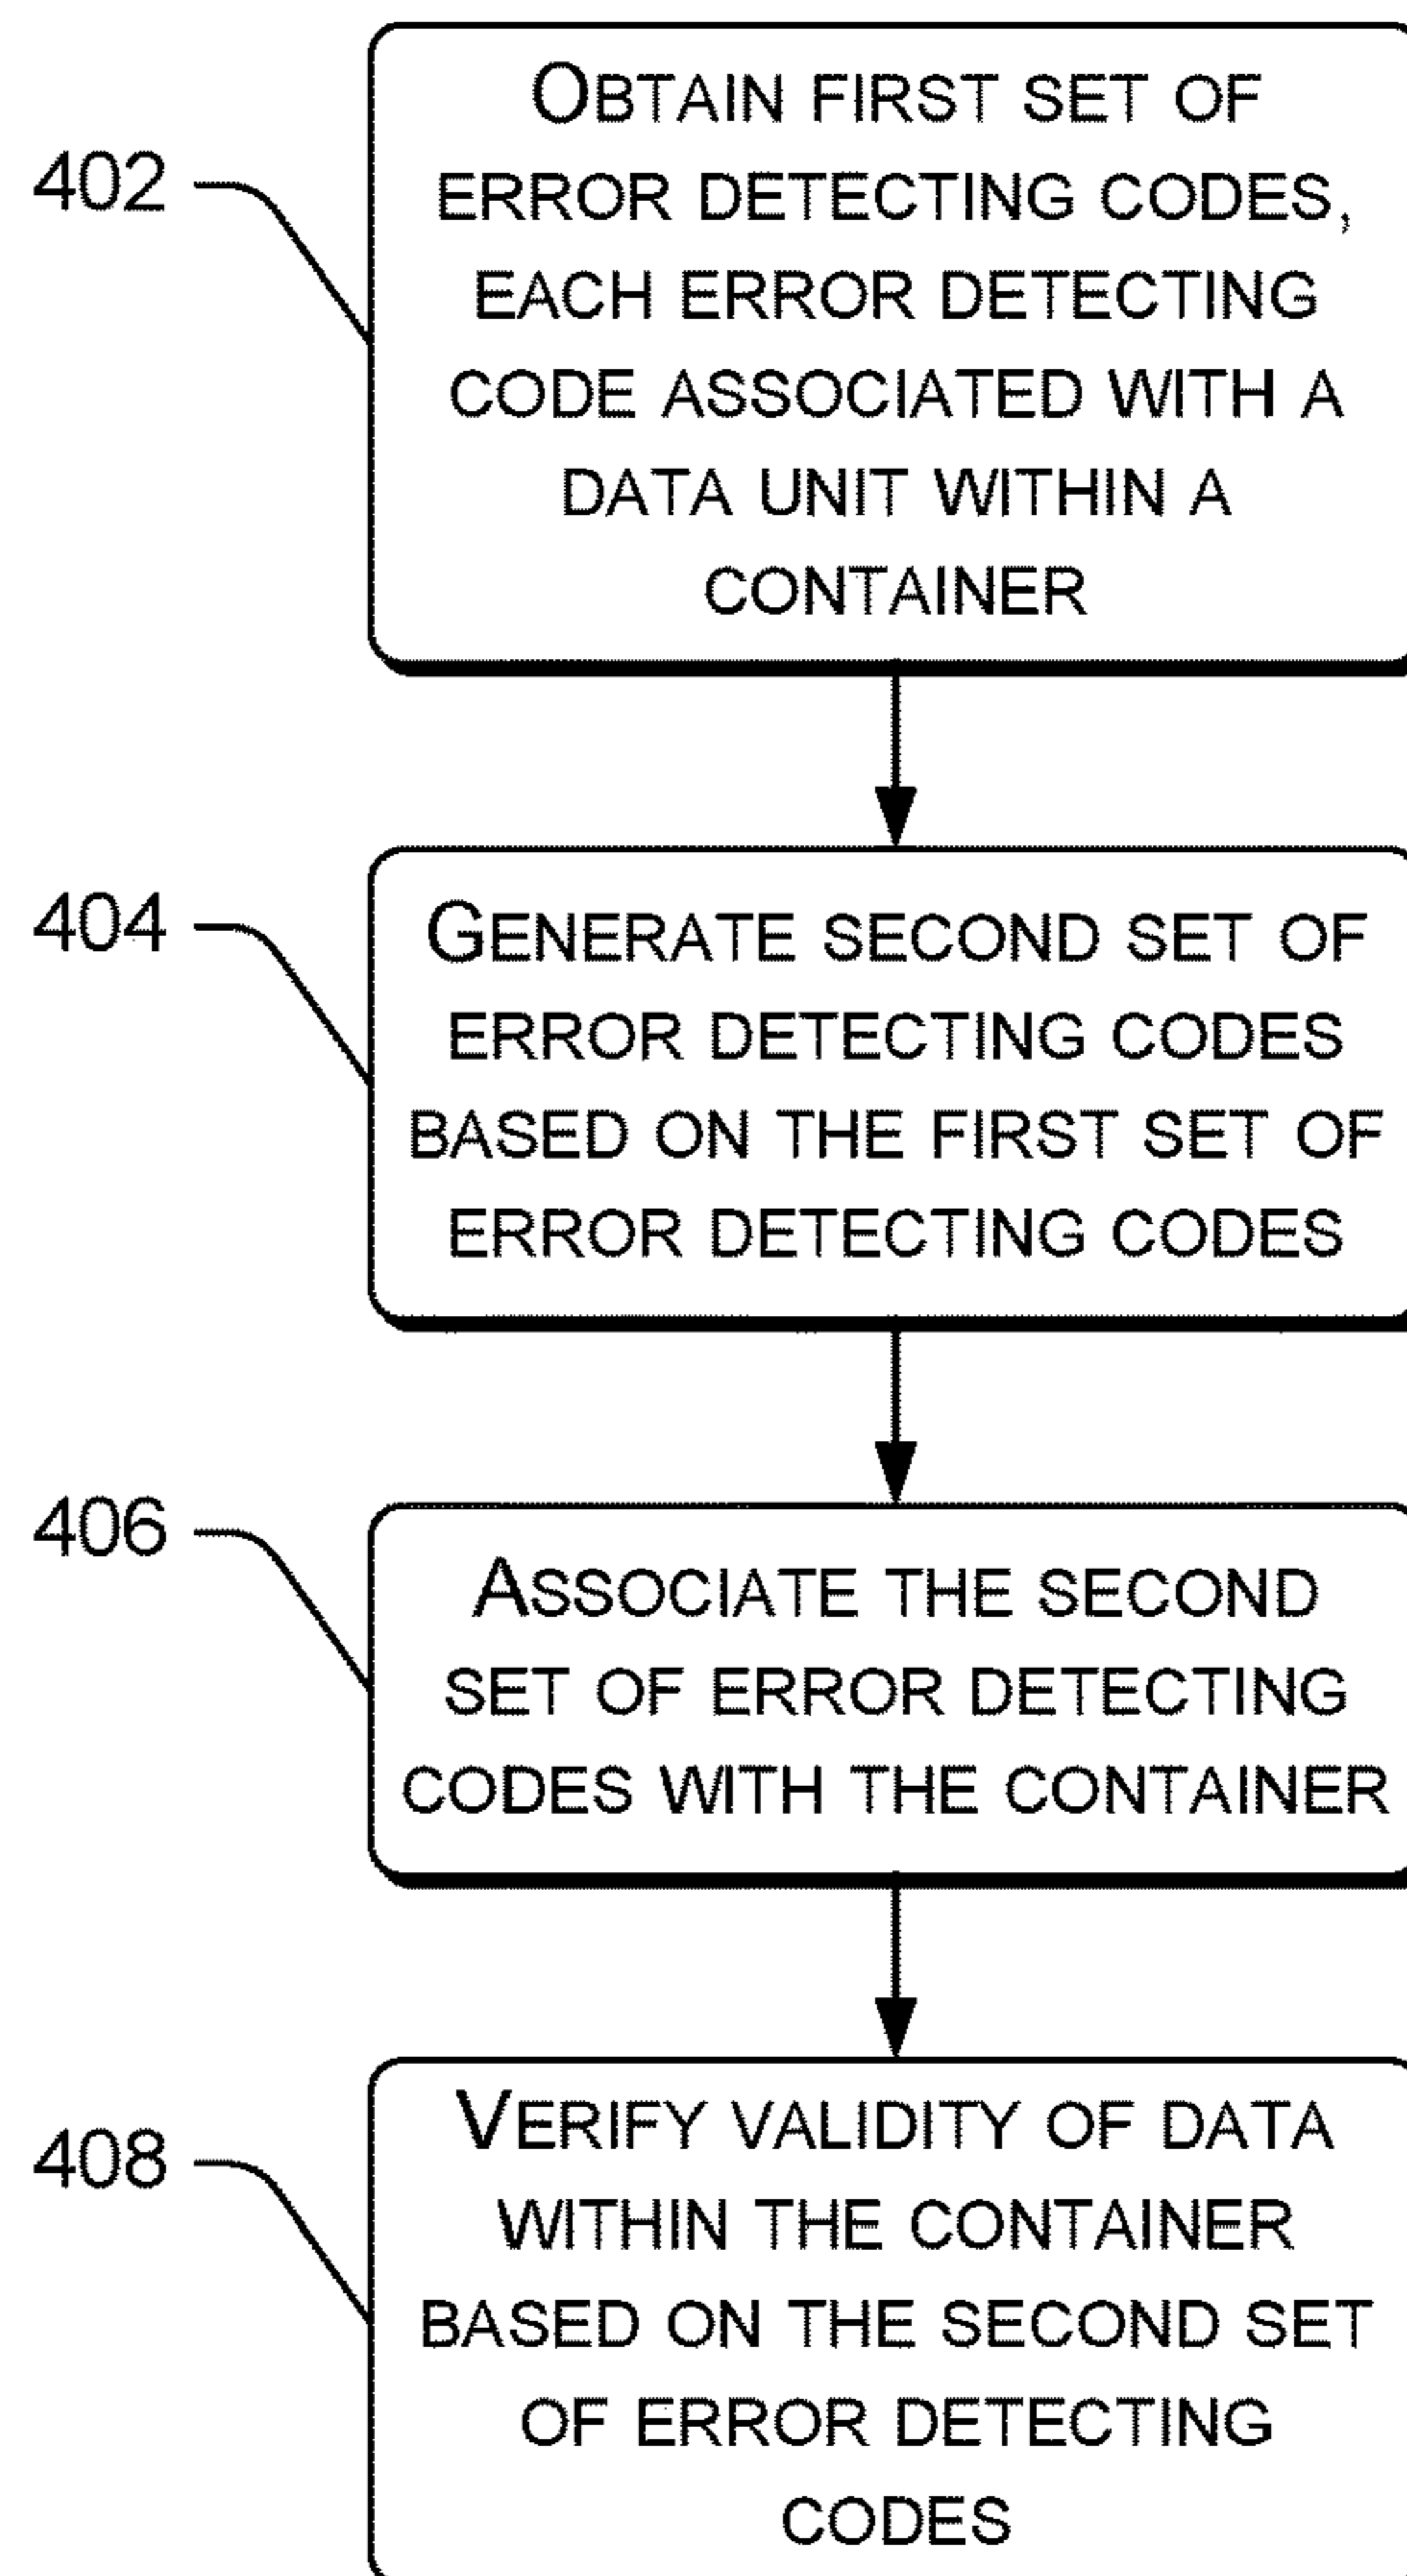 402
OBTAIN FIRST SET OF
ERROR DETECTING CODES,
EACH ERROR DETECTING
CODE ASSOCIATED WITH A
DATA UNIT WITHIN A
CONTAINER
404
GENERATE SECOND SET OF
ERROR DETECTING CODES
BASED ON THE FIRST SET OF
ERROR DETECTING CODES
406
ASSOCIATE THE SECOND
SET OF ERROR DETECTING
CODES WITH THE CONTAINER
408
VERIFY VALIDITY OF DATA
WITHIN THE CONTAINER
BASED ON THE SECOND SET
OF ERROR DETECTING
CODES